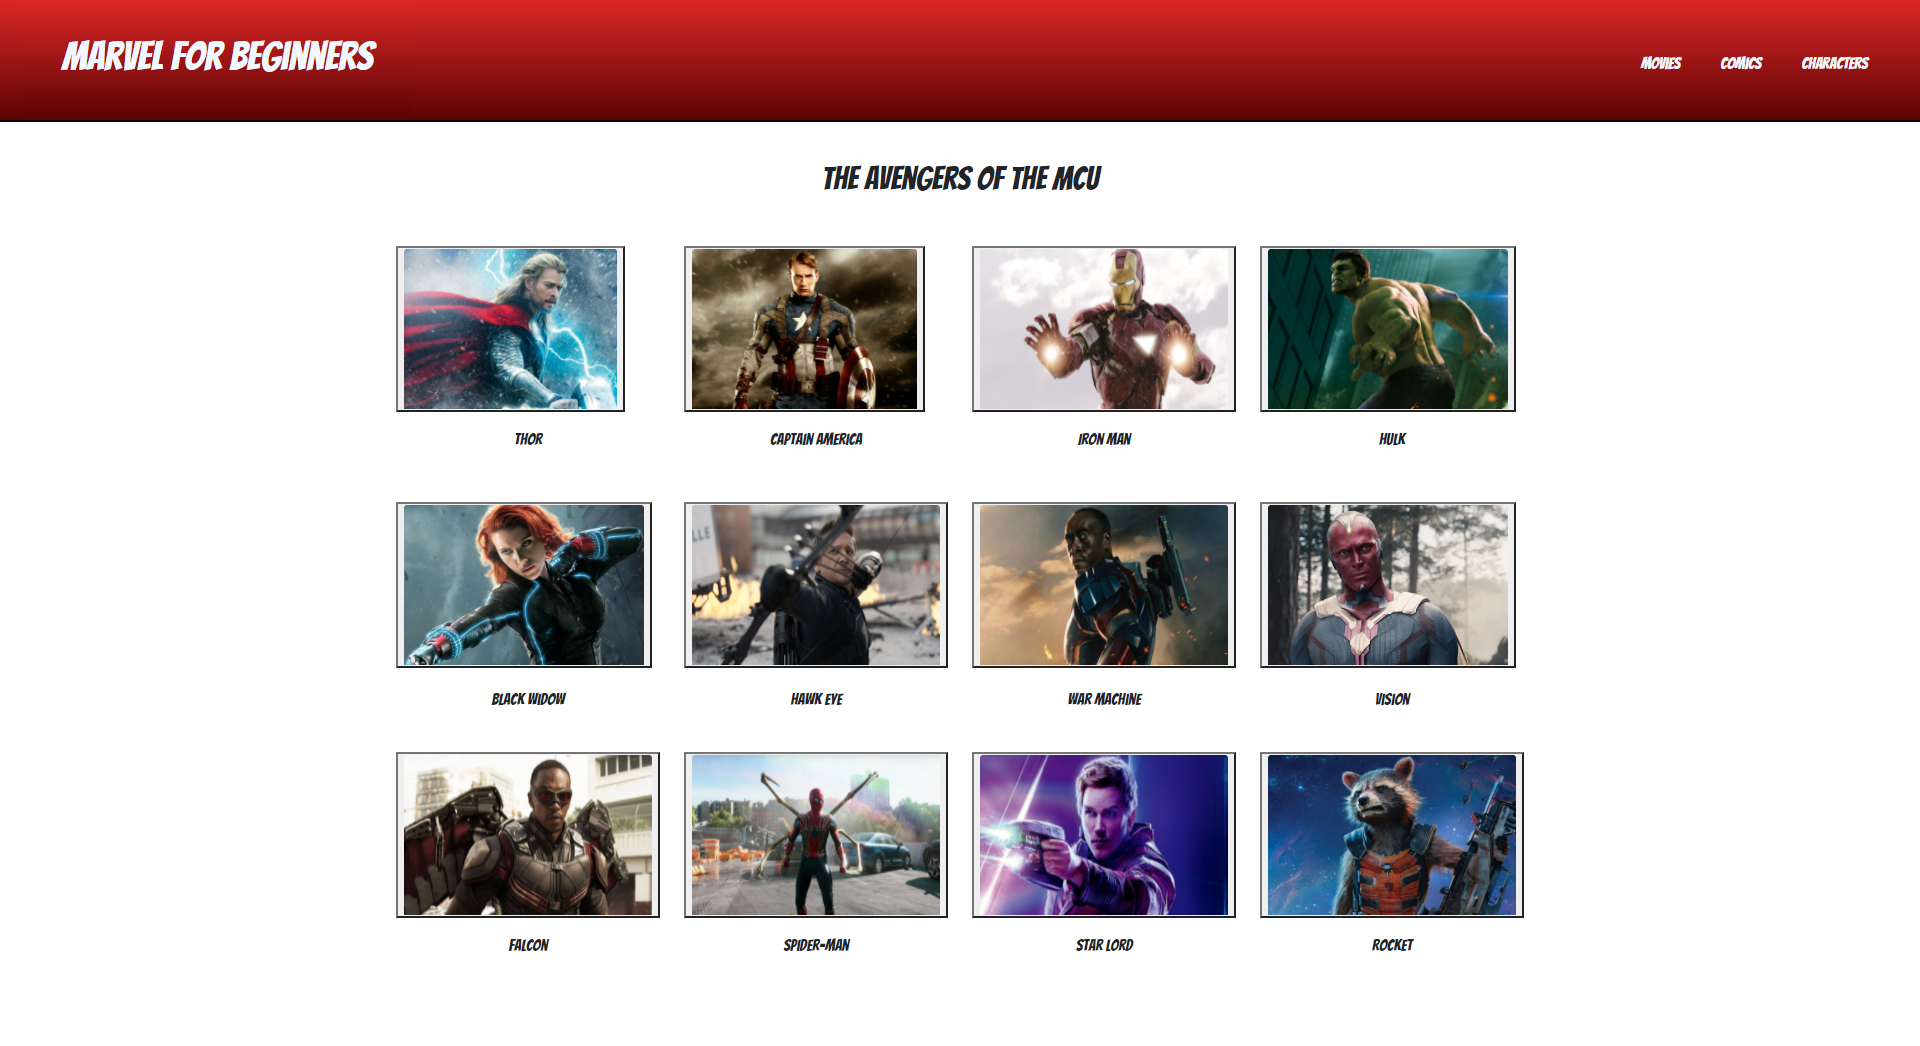 MARVEL FOR BEGINNERS
MOVIES COMICS CHARACTERS
THE AVENGERS OF THE MCU
THOR CAPTAIN AMERICA IRON MAN HULK
LLE
BLACK WIDOW HAWK EYE WAR MACHINE VISION
FALCON SPIDER-MAN STAR LORD ROCKET